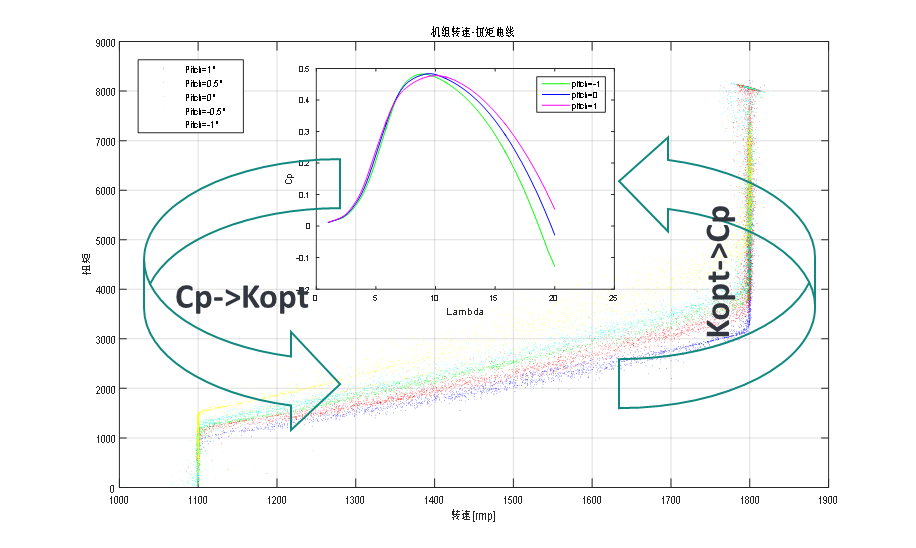 机组转速-扭矩曲线
9000
8000
7000
6000
5000
4000
3000
2000
1000
0
扭矩
Pitch=1°
Pitch=0.5°
Pitch=0°
Pitch=-0.5°
Pitch=-1°
0.5
0.4
0.3
0.2
0.1
0
-0.1
Cp
pitch=-1
pitch=0
pitch=1
0 5 10 15 20 25
Lambda
Cp->Kopt
Kopt->Cp
1000 1100 1200 1300 1400 1500 1600 1700 1800 1900
转速[rmp]